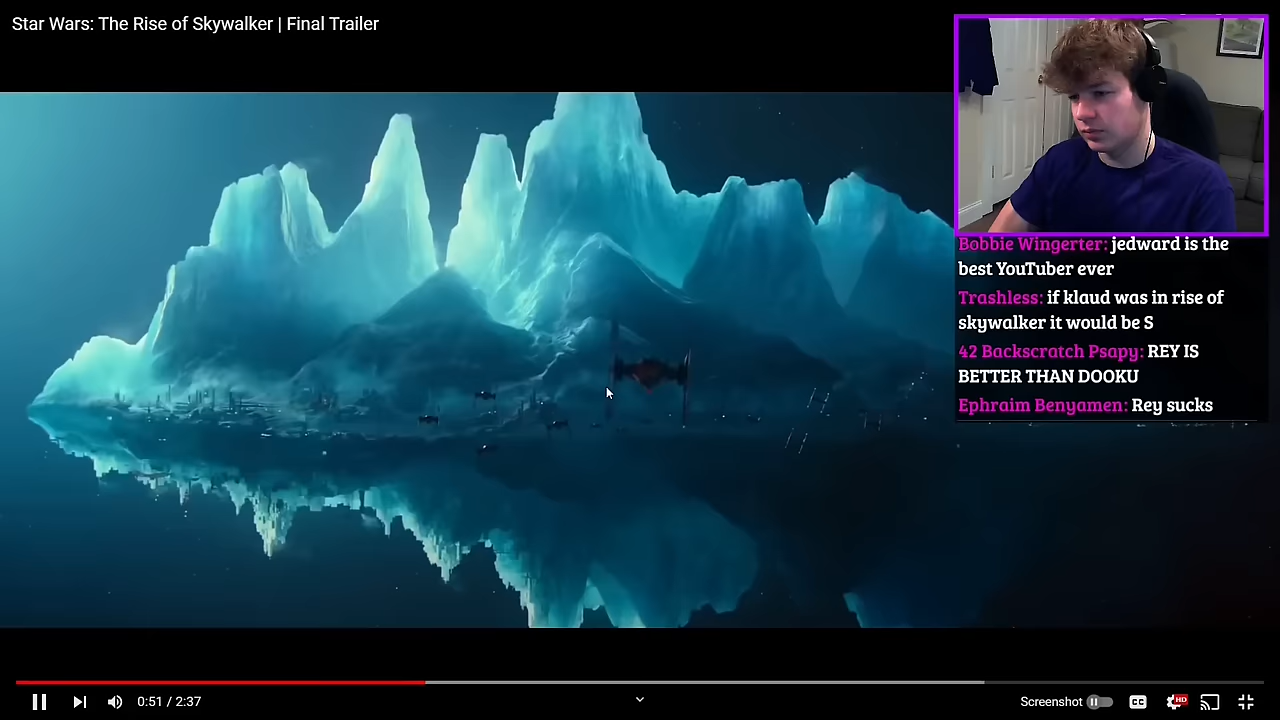 Star Wars: The Rise of Skywalker | Final Trailer
Bobbie Wingerter: jedward is the
best YouTuber ever
Trashless: if klaud was in rise of
skywalker it would be S
42 Backscratch Psapy: REY IS
BETTER THAN DOOKU
Ephraim Benyamen: Rey sucks
0:51 / 2:37
Screenshot
CC
HD